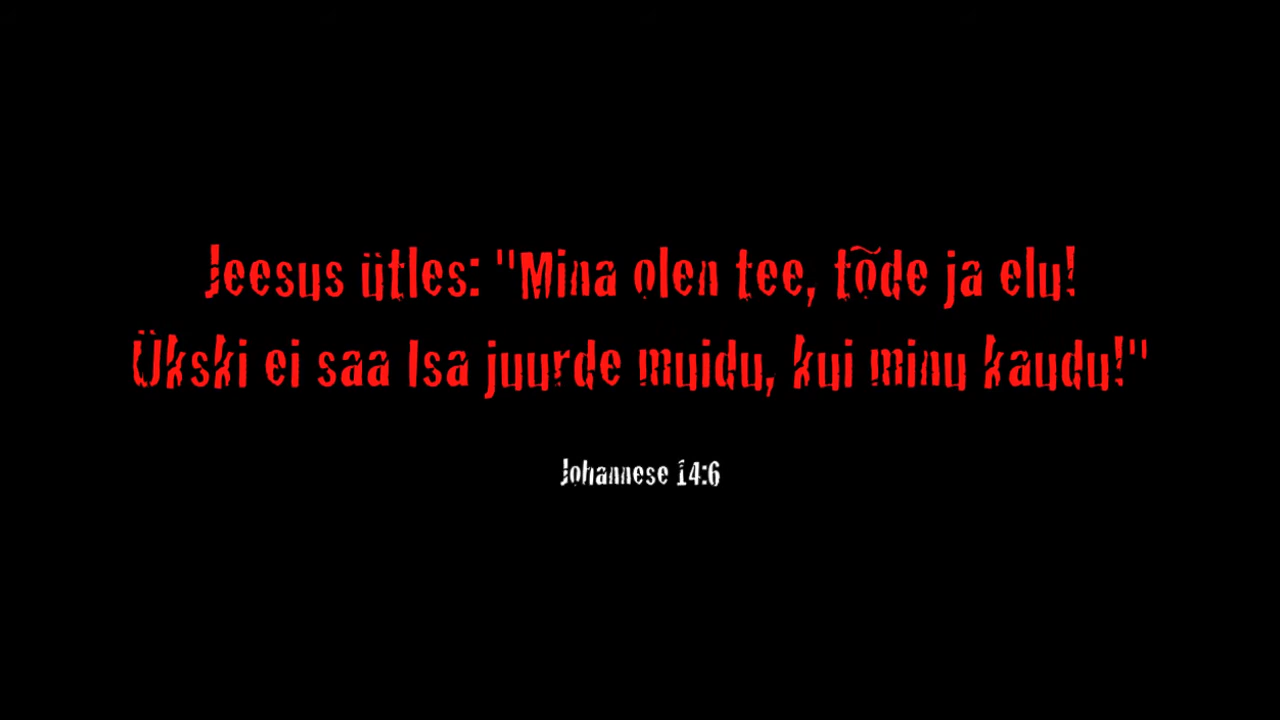 Jeesus ütles: "Mina olen tee, tõde ja elu!
Ükski ei saa Isa juurde muidu, kui minu kaudu!"
Johannese 14:6